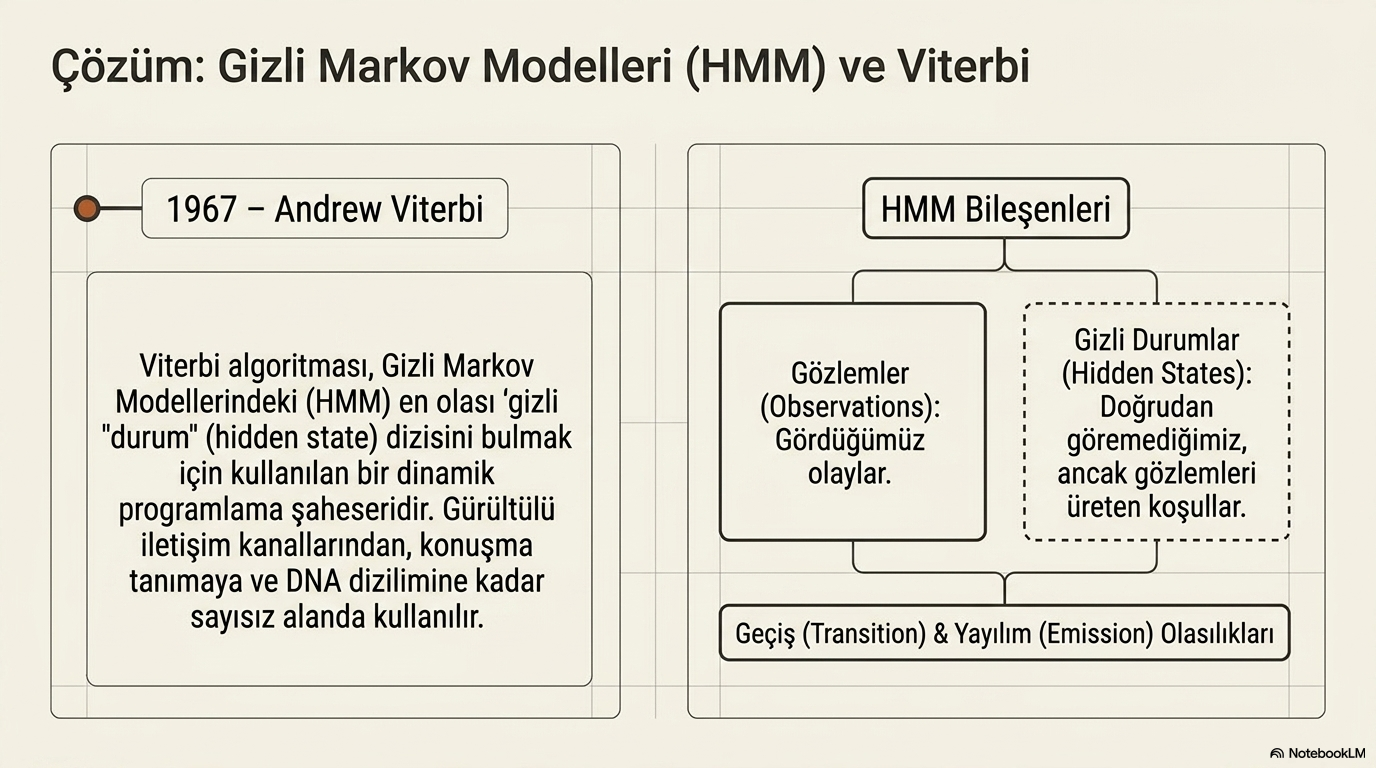 Çözüm: Gizli Markov Modelleri (HMM) ve Viterbi
1967 – Andrew Viterbi
Viterbi algoritması, Gizli Markov
Modellerindeki (HMM) en olası 'gizli
"durum" (hidden state) dizisini bulmak
için kullanılan bir dinamik
programlama şaheseridir. Gürültülü
iletişim kanallarından, konuşma
tanımaya ve DNA dizilimine kadar
sayısız alanda kullanılır.
HMM Bileşenleri
Gözlemler
(Observations):
Gördüğümüz
olaylar.
Gizli Durumlar
(Hidden States):
Doğrudan
göremediğimiz,
ancak gözlemleri
üreten koşullar.
Geçiş (Transition) & Yayılım (Emission) Olasılıkları
NotebookLM